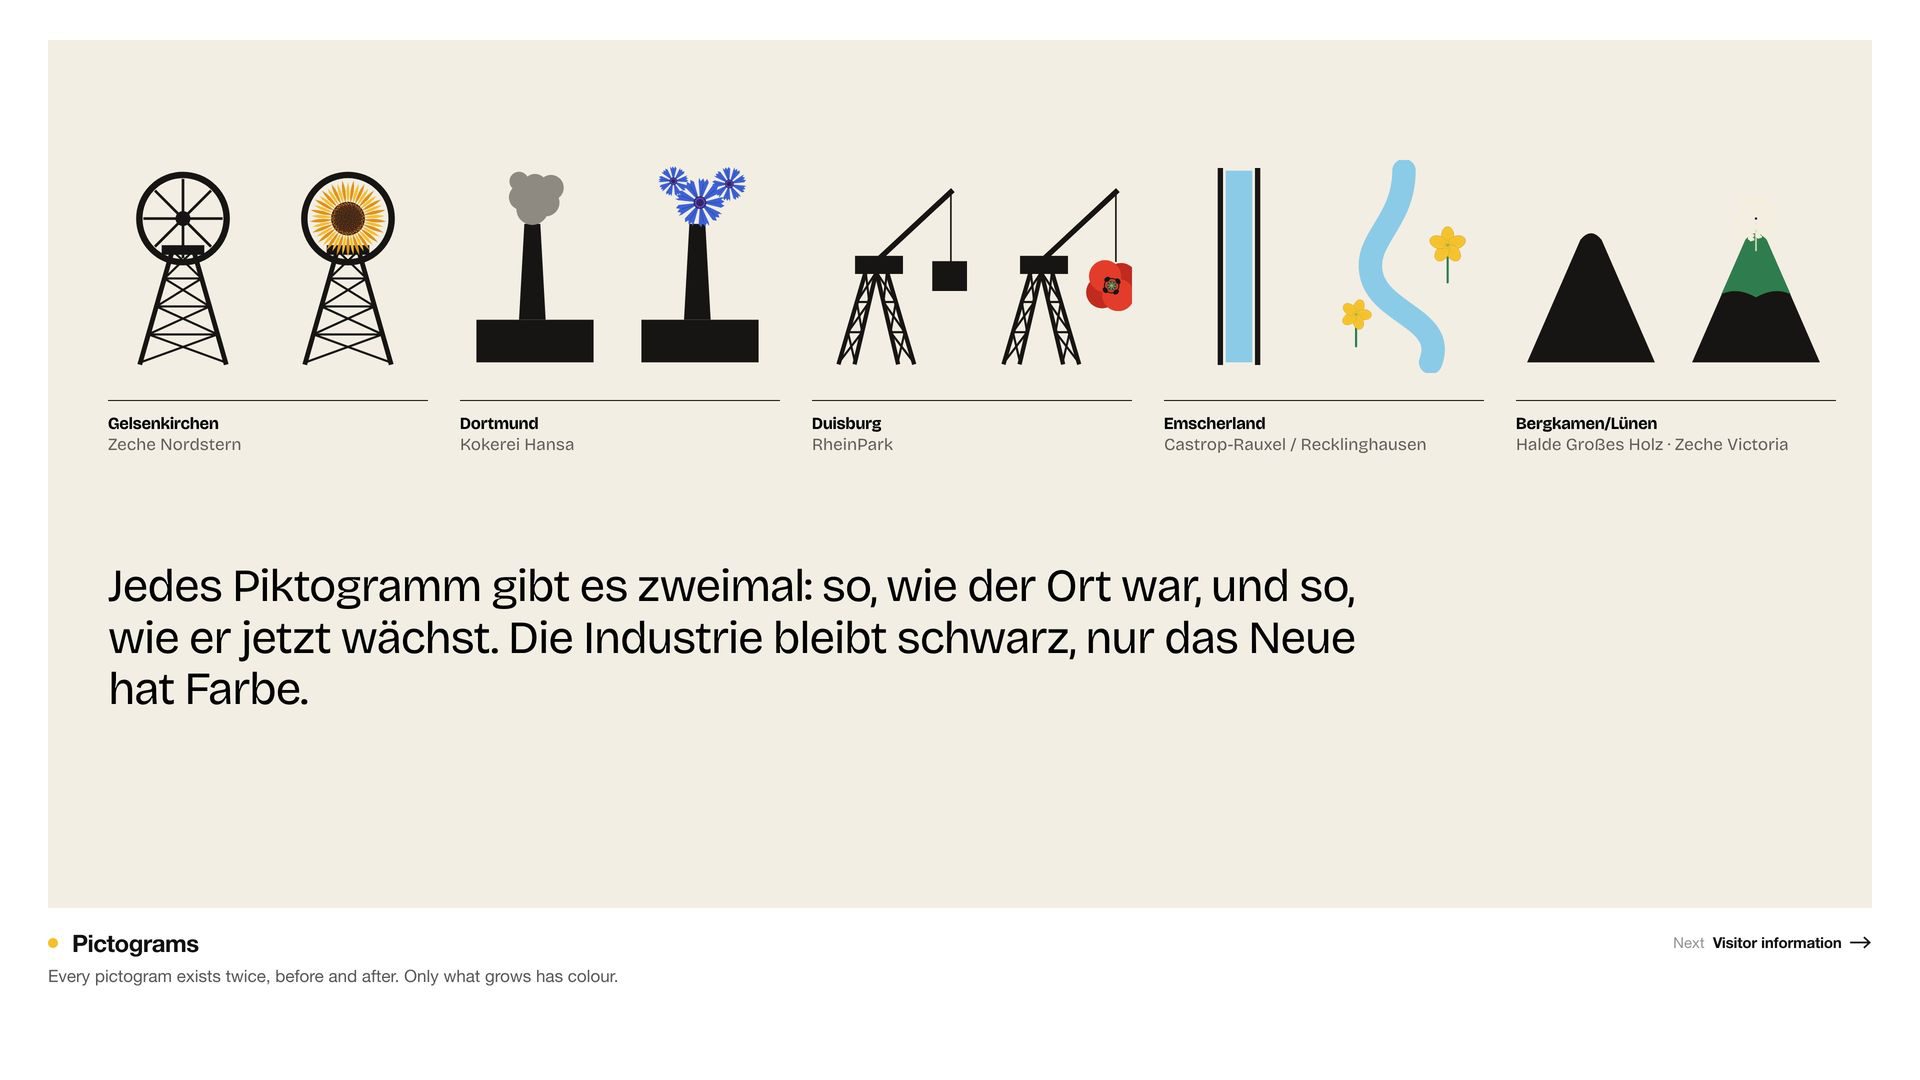 Gelsenkirchen
Zeche Nordstern
Dortmund
Kokerei Hansa
Duisburg
RheinPark
Emscherland
Castrop-Rauxel / Recklinghausen
Bergkamen/Lünen
Halde Großes Holz · Zeche Victoria
Jedes Piktogramm gibt es zweimal: so, wie der Ort war, und so,
wie er jetzt wächst. Die Industrie bleibt schwarz, nur das Neue
hat Farbe.
Pictograms
Every pictogram exists twice, before and after. Only what grows has colour.
Next Visitor information →